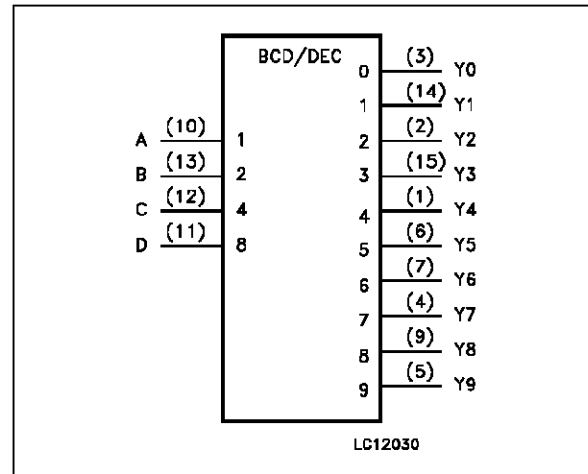 BCD/DEC
0 (3) Y0
1 (14) Y1
A (10) 1 2 (2) Y2
B (13) 2 3 (15) Y3
C (12) 4 4 (1) Y4
D (11) 8 5 (6) Y5
6 (7) Y6
7 (4) Y7
8 (9) Y8
9 (5) Y9
LC12030